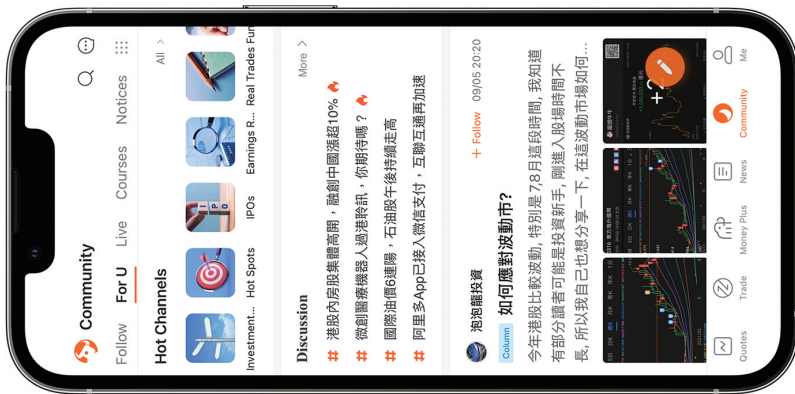 Community
Follow For U Live Courses Notices
Hot Channels All >
Investment... Hot Spots IPOs Earnings R... Real Trades Fun
Discussion More >
# 港股內房股集體高開，融創中國漲超10%
# 微創醫療機器人過港聆訊，你期待嗎？
# 國際油價6連陽，石油股午後持續走高
# 阿里多App已接入微信支付，互聯互通再加速
泡泡龍投資 + Follow 09/05 20:20
Column 如何應對波動市?
今年港股比較波動, 特別是7,8月這段時間, 我知道
有部分讀者可能是投資新手, 剛進入股場時間不
長, 所以我自己也想分享一下, 在這波動市場如何...
Quotes Trade Money Plus News Community Me